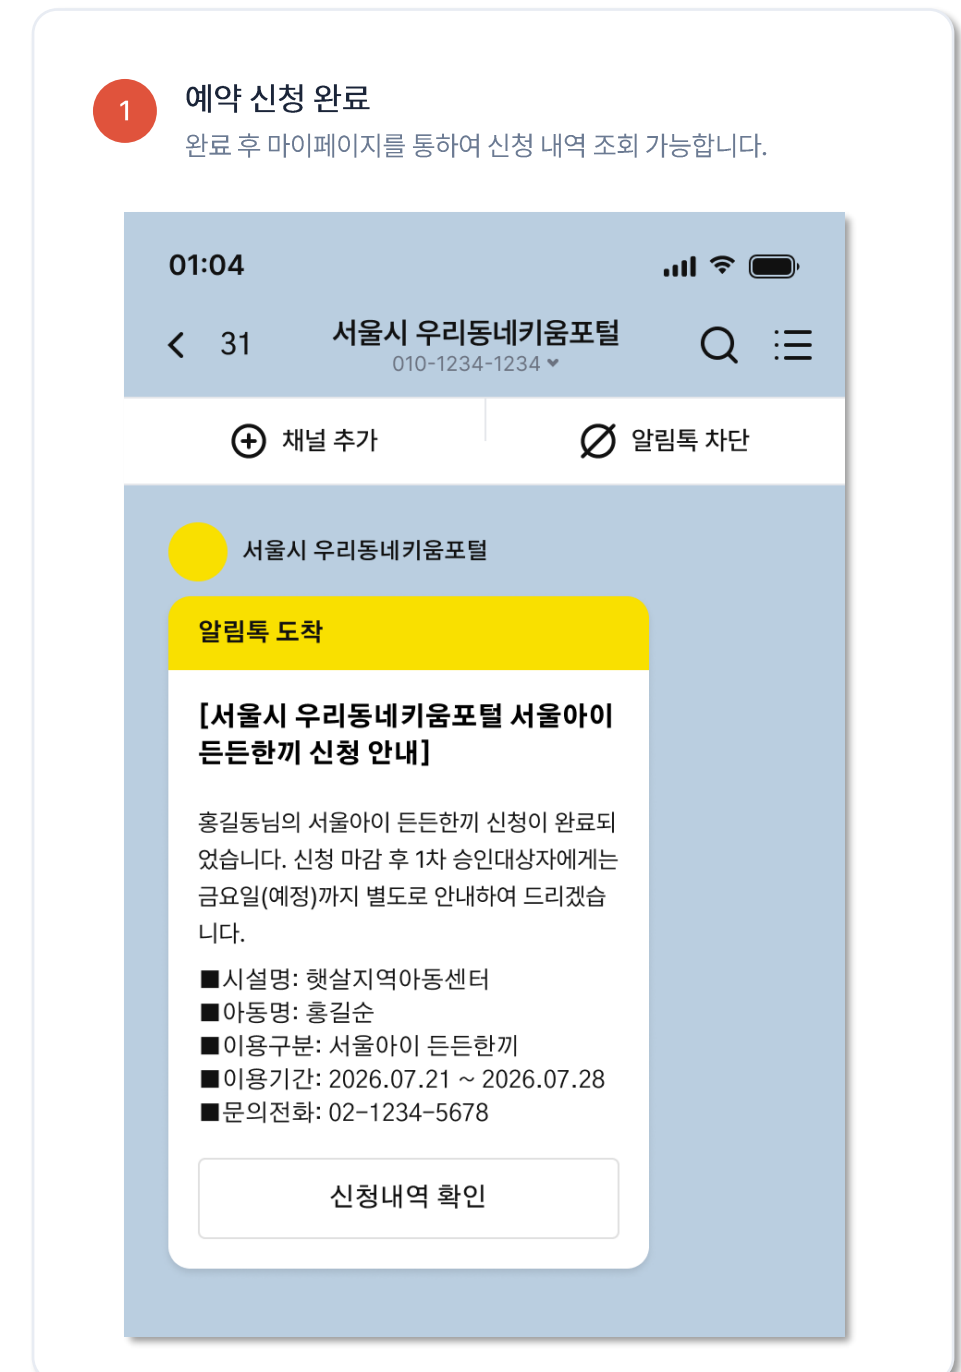 1
예약 신청 완료
완료 후 마이페이지를 통하여 신청 내역 조회 가능합니다.
01:04
31
서울시 우리동네키움포털
010-1234-1234
채널 추가
알림톡 차단
서울시 우리동네키움포털
알림톡 도착
[서울시 우리동네키움포털 서울아이
든든한끼 신청 안내]
홍길동님의 서울아이 든든한끼 신청이 완료되
었습니다. 신청 마감 후 1차 승인대상자에게는
금요일(예정)까지 별도로 안내하여 드리겠습
니다.
■시설명: 햇살지역아동센터
■아동명: 홍길순
■이용구분: 서울아이 든든한끼
■이용기간: 2026.07.21 ~ 2026.07.28
■문의전화: 02-1234-5678
신청내역 확인